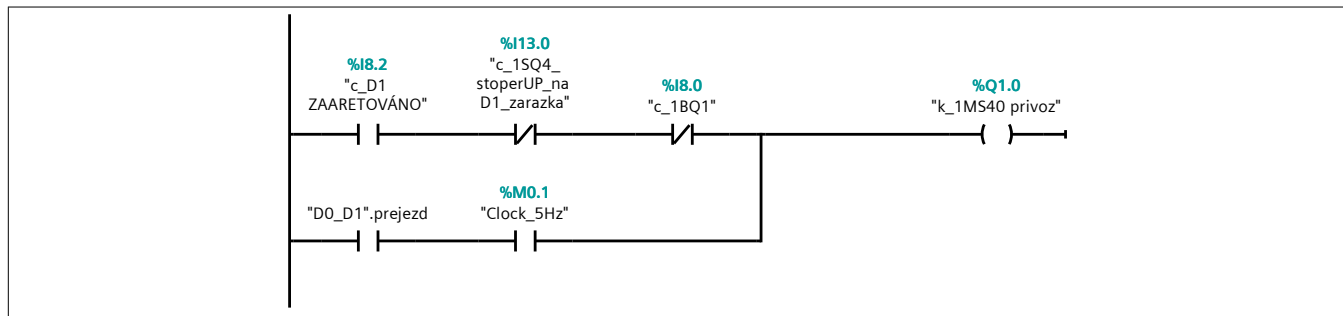 %I8.2
"c_D1
ZAARETOVÁNO"
%I13.0
"c_1SQ4_
stoperUP_na
D1_zarazka"
%I8.0
"c_1BQ1"
%Q1.0
"k_1MS40 privoz"
"D0_D1".prejezd
%M0.1
"Clock_5Hz"